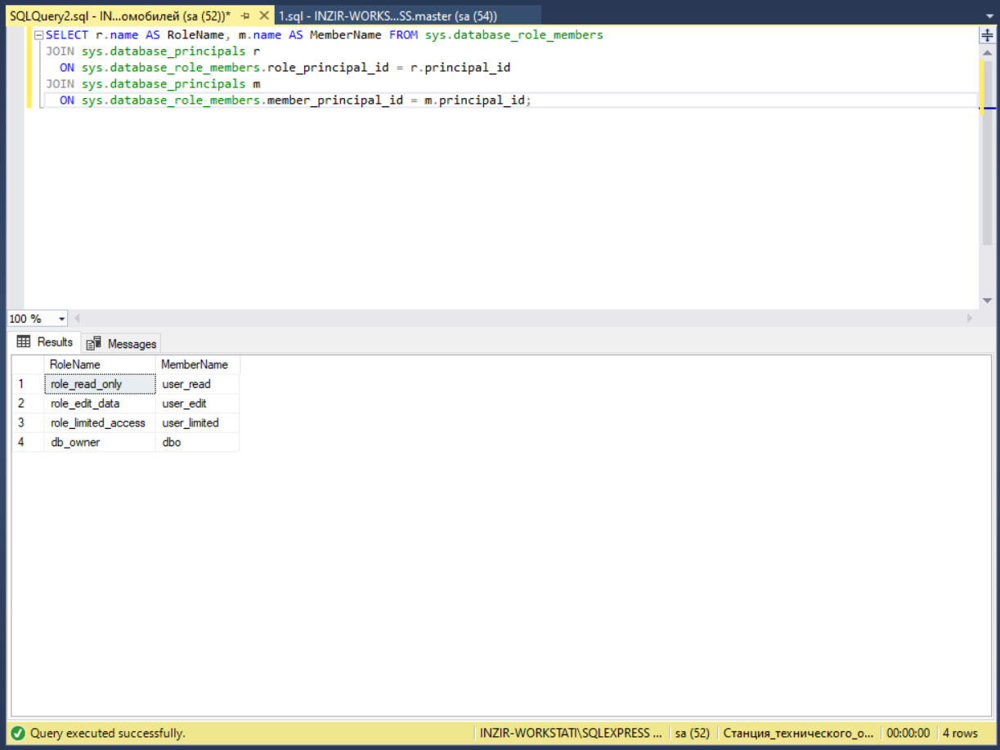 SQLQuery2.sql - IN...омобилей (sa (52))* 1.sql - INZIR-WORKS...SS.master (sa (54))
SELECT r.name AS RoleName, m.name AS MemberName FROM sys.database_role_members
JOIN sys.database_principals r
ON sys.database_role_members.role_principal_id = r.principal_id
JOIN sys.database_principals m
ON sys.database_role_members.member_principal_id = m.principal_id;
100 %
Results Messages
RoleName MemberName
1 role_read_only user_read
2 role_edit_data user_edit
3 role_limited_access user_limited
4 db_owner dbo
Query executed successfully. INZIR-WORKSTATI\SQLEXPRESS ... sa (52) Станция_технического_о... 00:00:00 4 rows